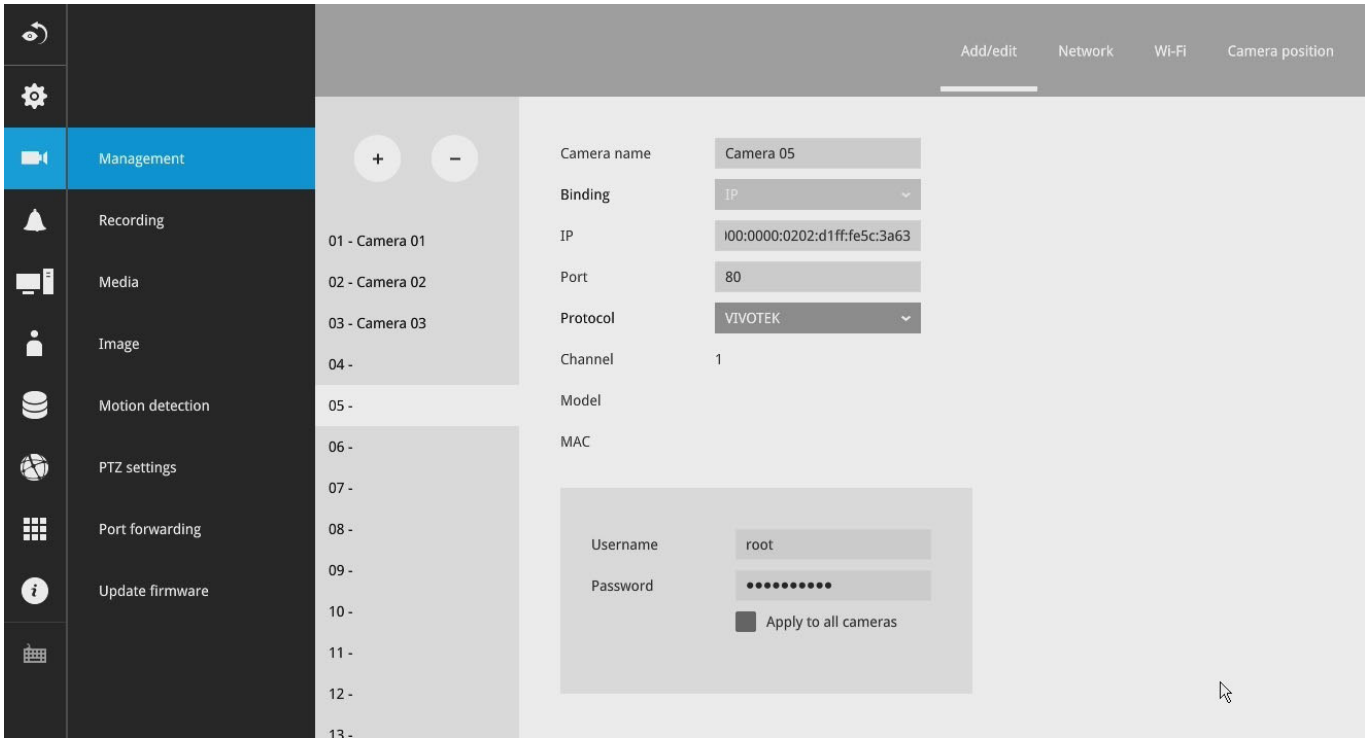 Add/edit Network Wi-Fi Camera position
Management
Recording
Media
Image
Motion detection
PTZ settings
Port forwarding
Update firmware
+ −
01 - Camera 01
02 - Camera 02
03 - Camera 03
04 -
05 -
06 -
07 -
08 -
09 -
10 -
11 -
12 -
13 -
Camera name Camera 05
Binding IP
IP 00:0000:0202:d1ff:fe5c:3a63
Port 80
Protocol VIVOTEK
Channel 1
Model
MAC
Username root
Password ••••••••••
Apply to all cameras